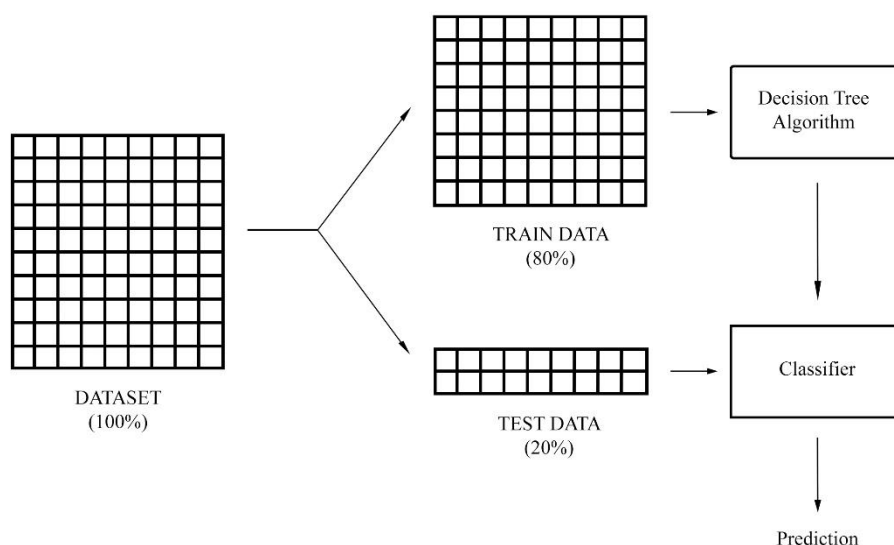 DATASET
(100%)
TRAIN DATA
(80%)
TEST DATA
(20%)
Decision Tree
Algorithm
Classifier
Prediction